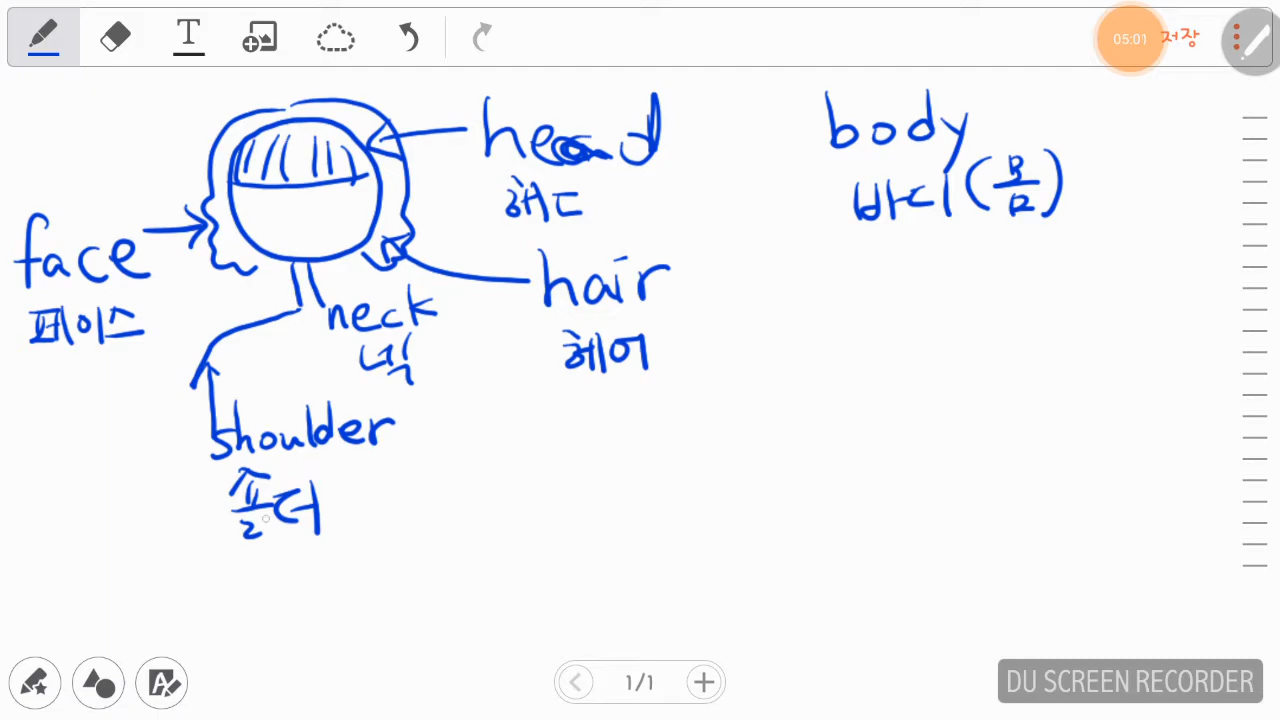 T
05:01
저장
head
헤드
body
바디(몸)
face
페이스
hair
헤어
neck
넥
shoulder
숄더
1/1
DU SCREEN RECORDER